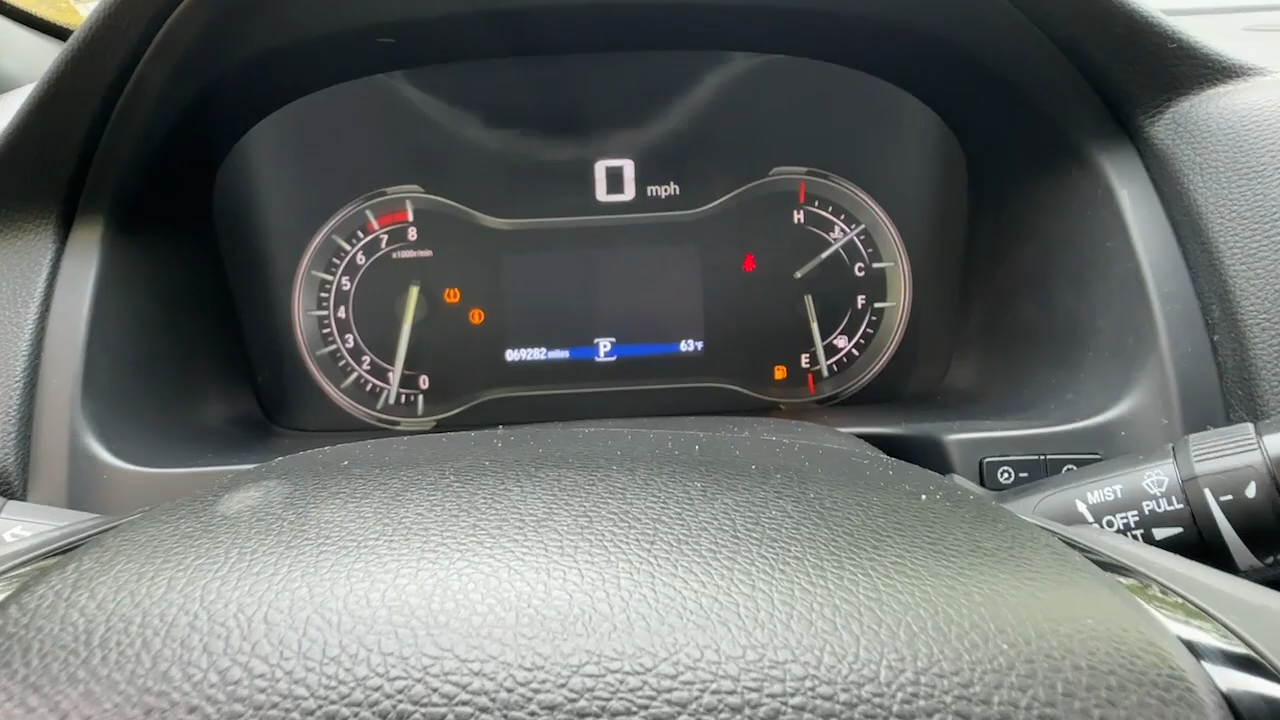 0 mph
8
7
x1000r/min
6
5
4
3
2
1
0
H
C
F
E
069282 miles P 63°F
MIST
OFF PULL